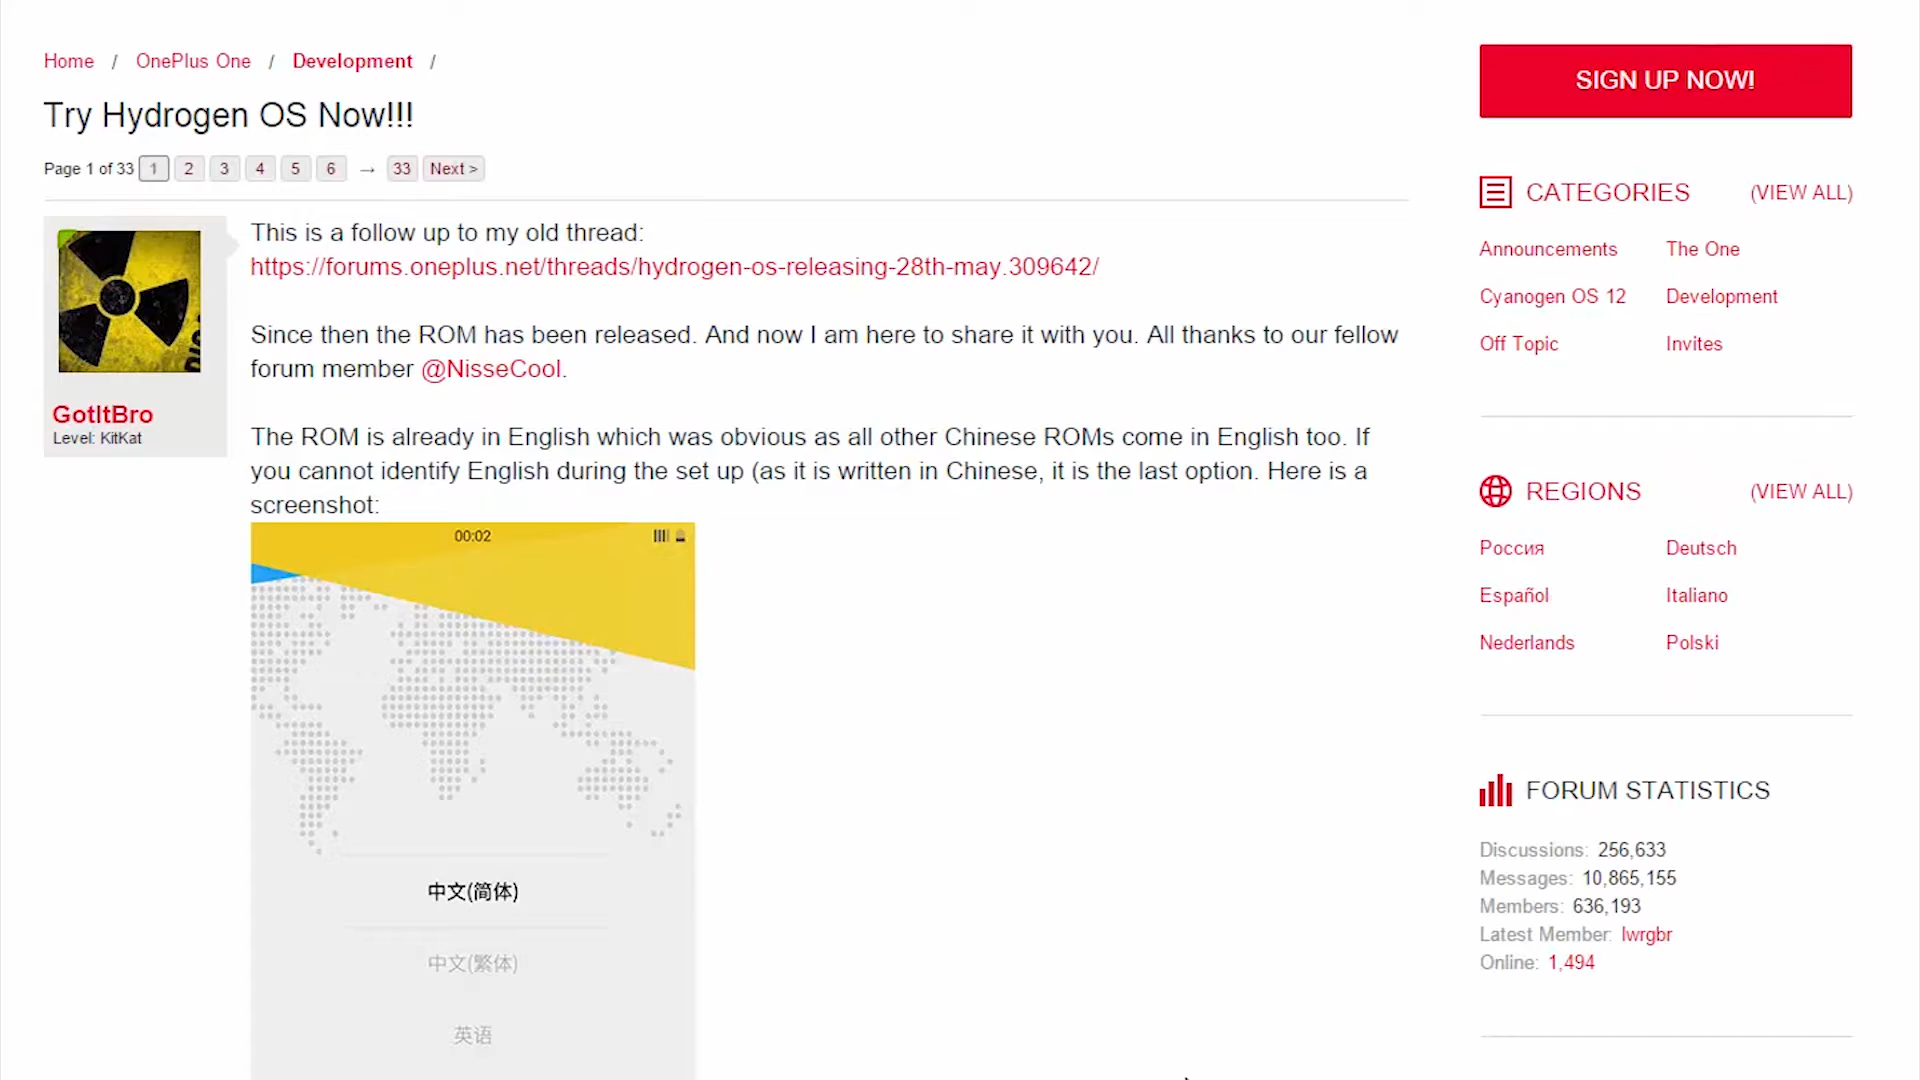 Home / OnePlus One / Development /
Try Hydrogen OS Now!!!
Page 1 of 33 1 2 3 4 5 6 → 33 Next >
GotItBro
Level: KitKat
This is a follow up to my old thread:
https://forums.oneplus.net/threads/hydrogen-os-releasing-28th-may.309642/
Since then the ROM has been released. And now I am here to share it with you. All thanks to our fellow
forum member @NisseCool.
The ROM is already in English which was obvious as all other Chinese ROMs come in English too. If
you cannot identify English during the set up (as it is written in Chinese, it is the last option. Here is a
screenshot:
00:02
中文(简体)
中文(繁体)
英语
SIGN UP NOW!
CATEGORIES (VIEW ALL)
Announcements The One
Cyanogen OS 12 Development
Off Topic Invites
REGIONS (VIEW ALL)
Россия Deutsch
Español Italiano
Nederlands Polski
FORUM STATISTICS
Discussions: 256,633
Messages: 10,865,155
Members: 636,193
Latest Member: lwrgbr
Online: 1,494